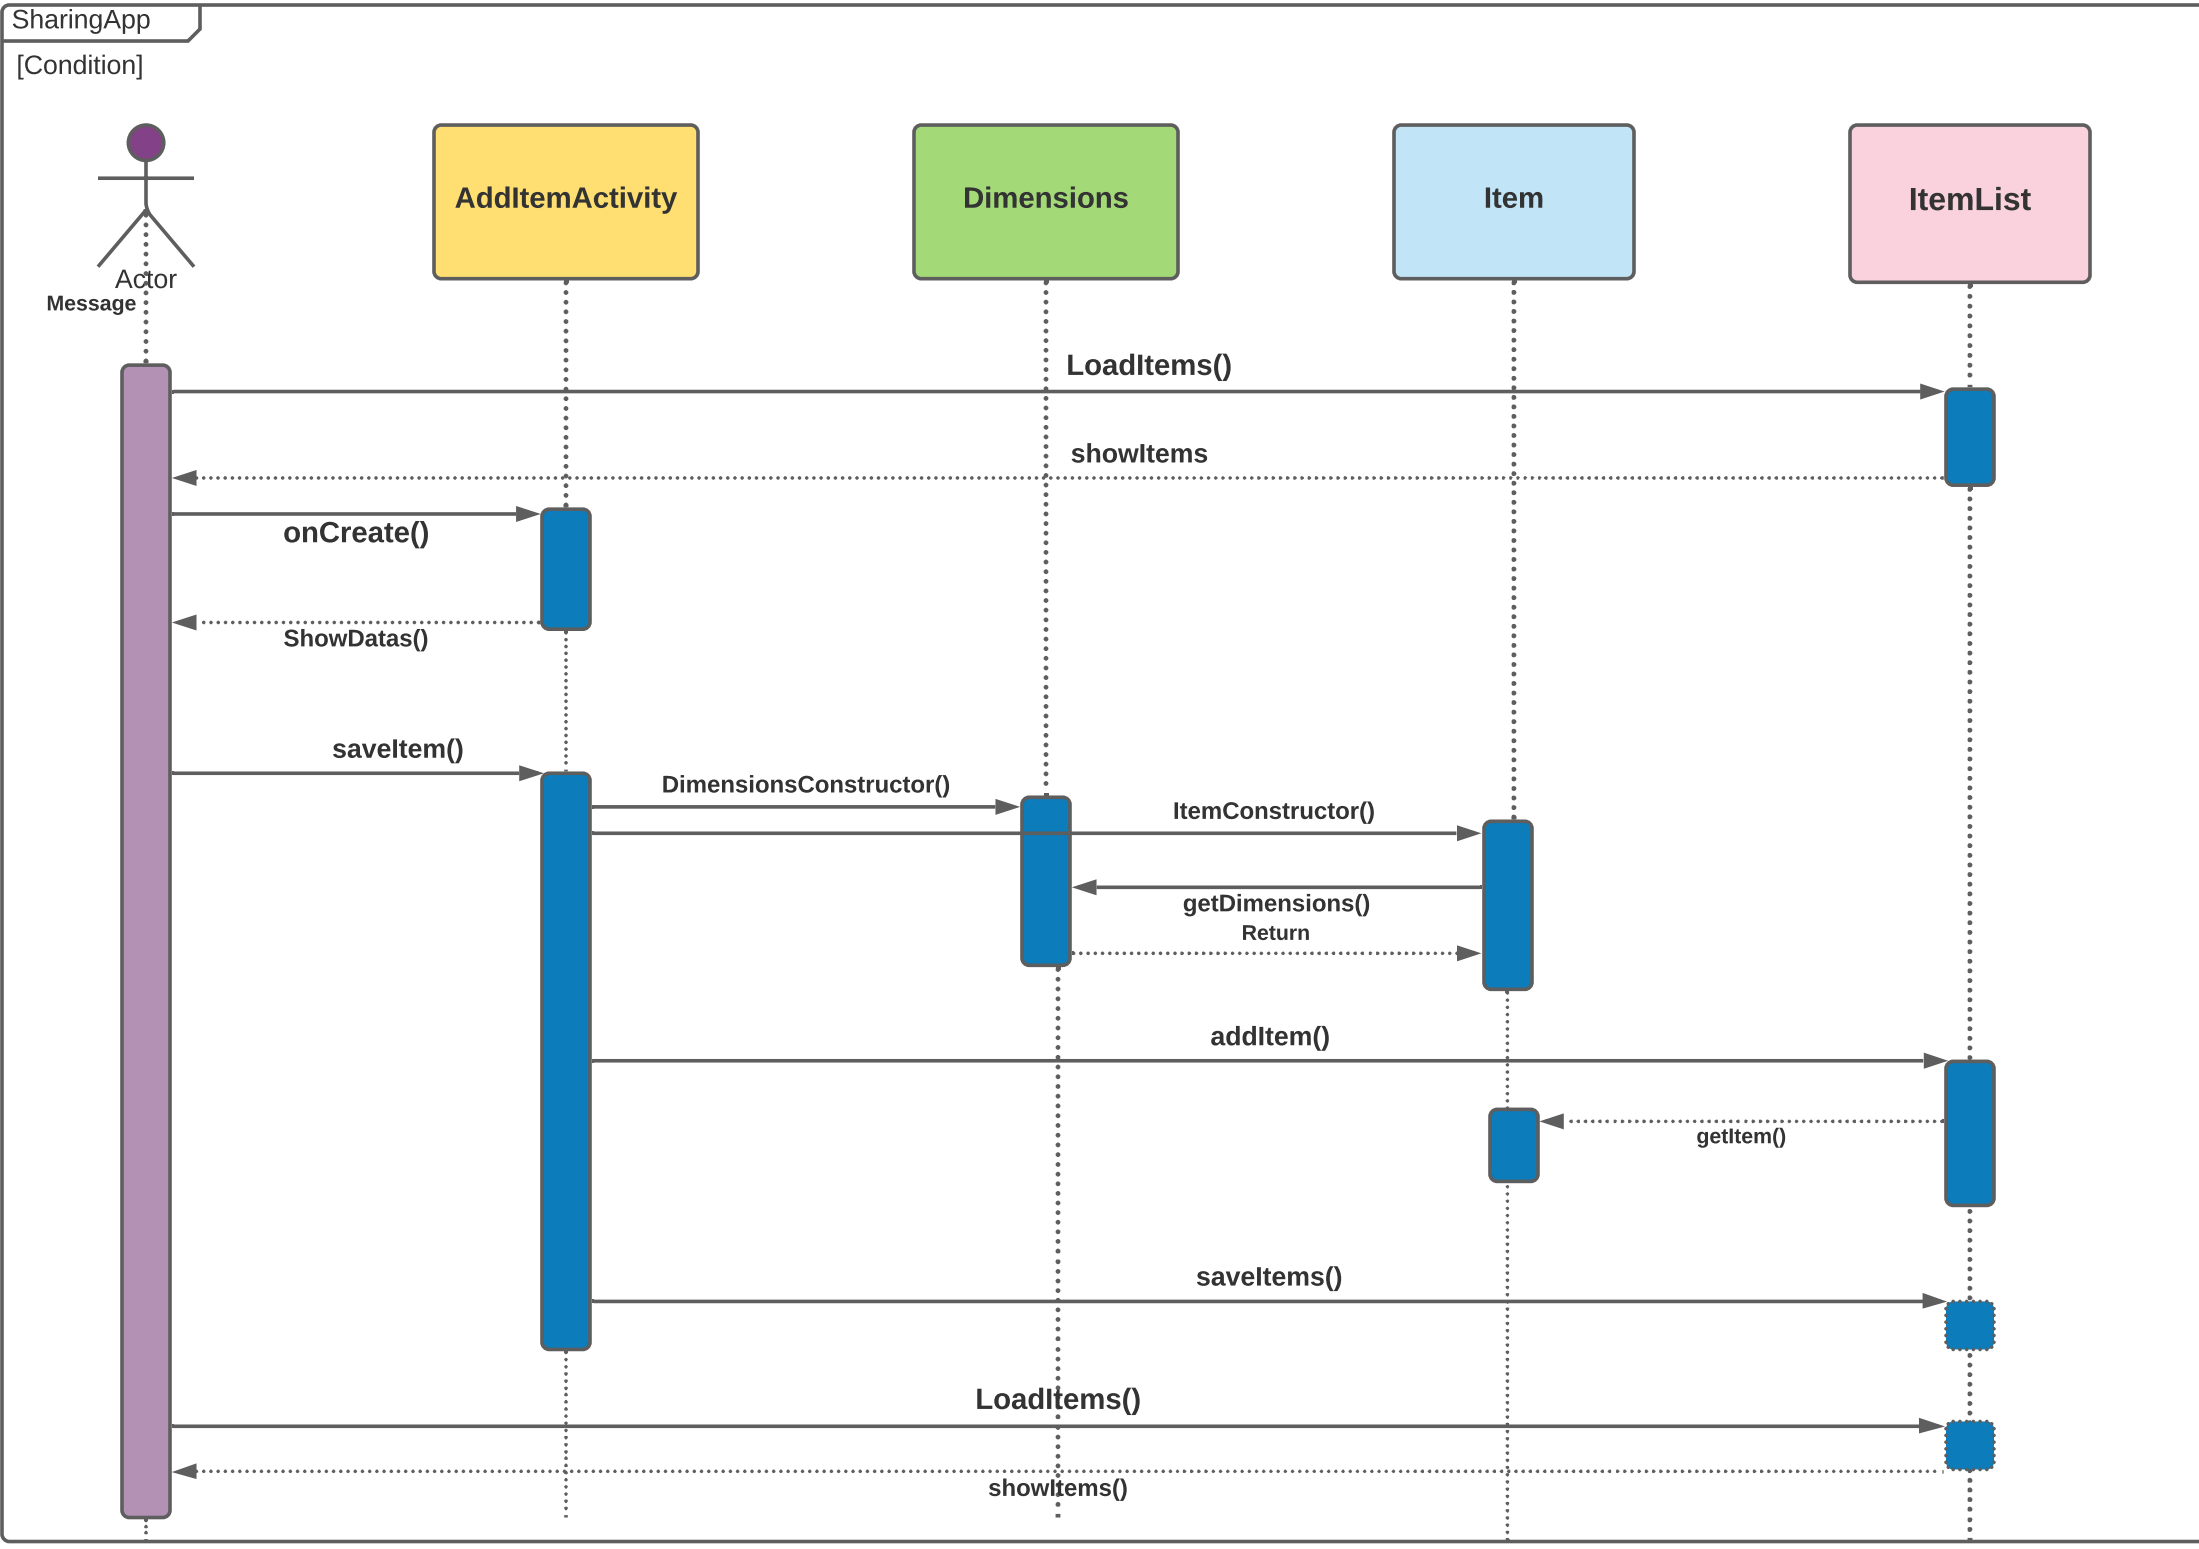 SharingApp
[Condition]
AddItemActivity
Dimensions
Item
ItemList
Actor
Message
LoadItems()
showItems
onCreate()
ShowDatas()
saveItem()
DimensionsConstructor()
ItemConstructor()
getDimensions()
Return
addItem()
getItem()
saveItems()
LoadItems()
showItems()